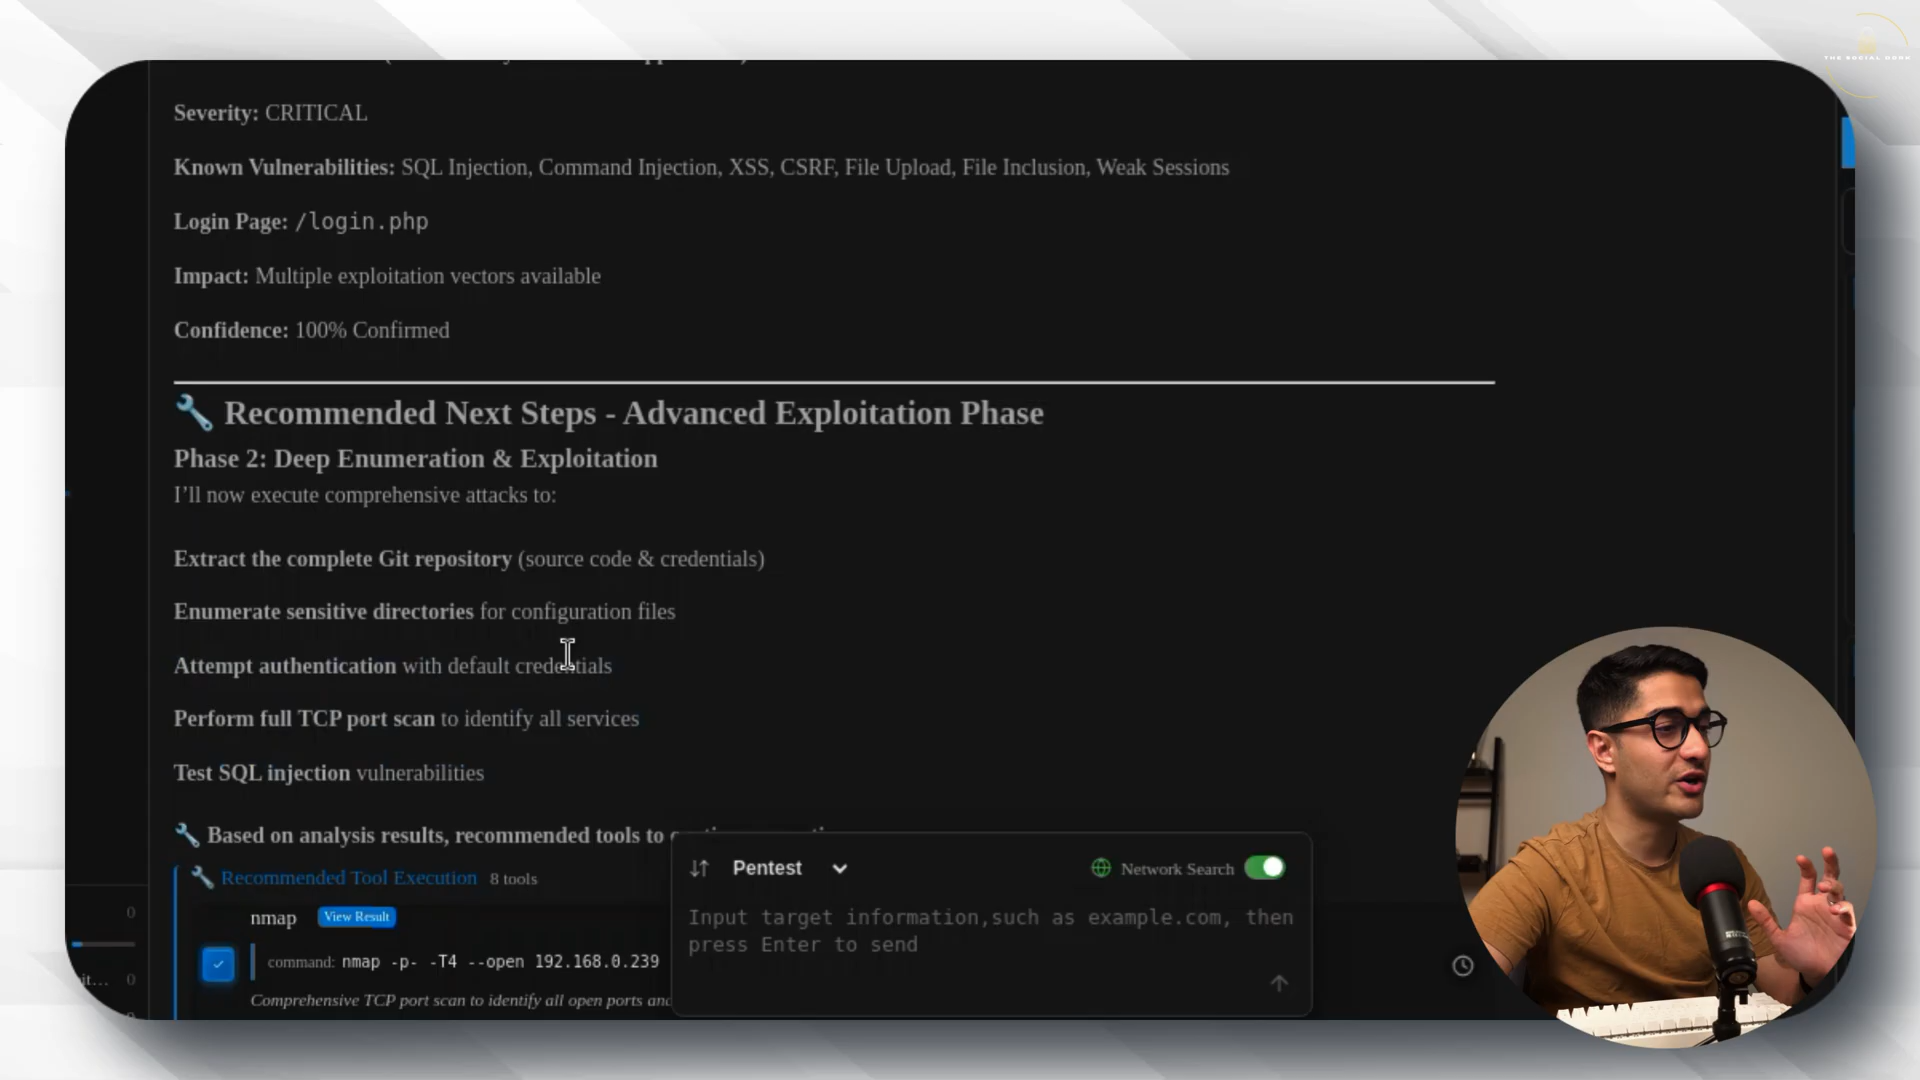 THE SOCIAL DORK
Severity: CRITICAL
Known Vulnerabilities: SQL Injection, Command Injection, XSS, CSRF, File Upload, File Inclusion, Weak Sessions
Login Page: /login.php
Impact: Multiple exploitation vectors available
Confidence: 100% Confirmed
🔧 Recommended Next Steps - Advanced Exploitation Phase
Phase 2: Deep Enumeration & Exploitation
I’ll now execute comprehensive attacks to:
Extract the complete Git repository (source code & credentials)
Enumerate sensitive directories for configuration files
Attempt authentication with default credentials
Perform full TCP port scan to identify all services
Test SQL injection vulnerabilities
🔧 Based on analysis results, recommended tools to
🔧 Recommended Tool Execution 8 tools
0
nmap View Result
command: nmap -p- -T4 --open 192.168.0.239
0
Comprehensive TCP port scan to identify all open ports and
Pentest
Network Search
Input target information,such as example.com, then
press Enter to send